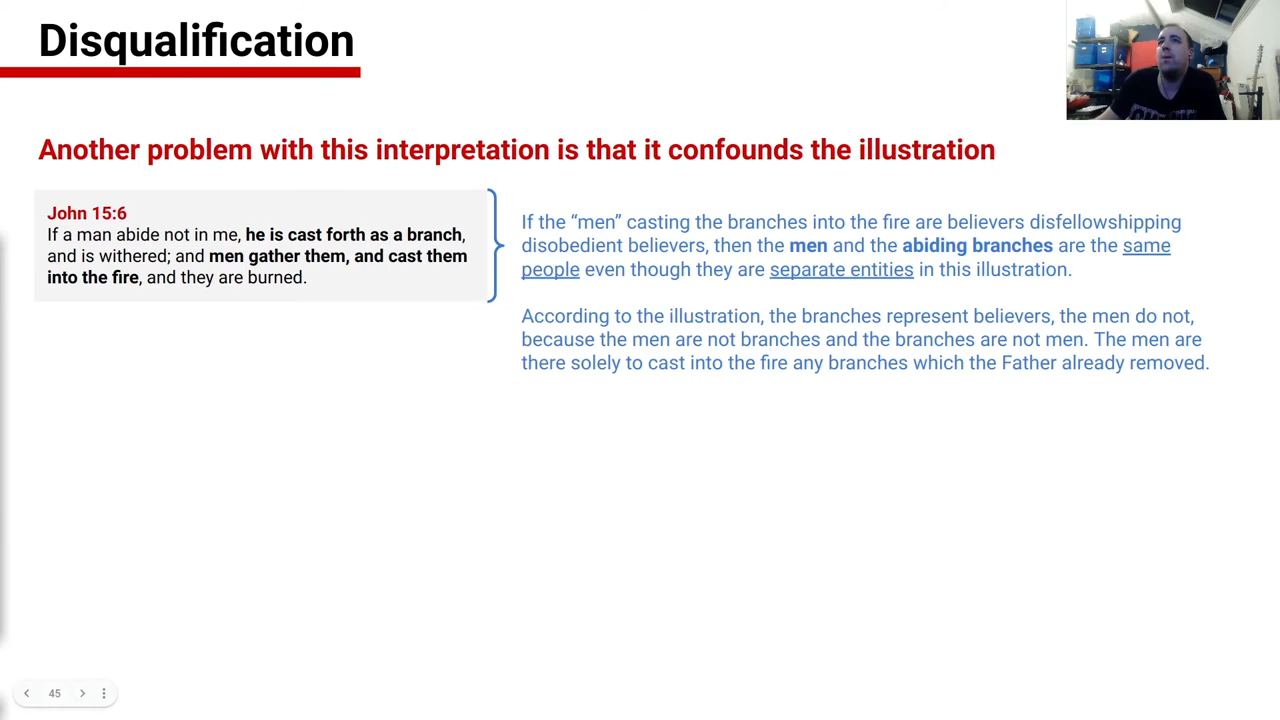 Disqualification
Another problem with this interpretation is that it confounds the illustration
John 15:6
If a man abide not in me, he is cast forth as a branch,
and is withered; and men gather them, and cast them
into the fire, and they are burned.
If the “men” casting the branches into the fire are believers disfellowshipping
disobedient believers, then the men and the abiding branches are the same
people even though they are separate entities in this illustration.
According to the illustration, the branches represent believers, the men do not,
because the men are not branches and the branches are not men. The men are
there solely to cast into the fire any branches which the Father already removed.
45